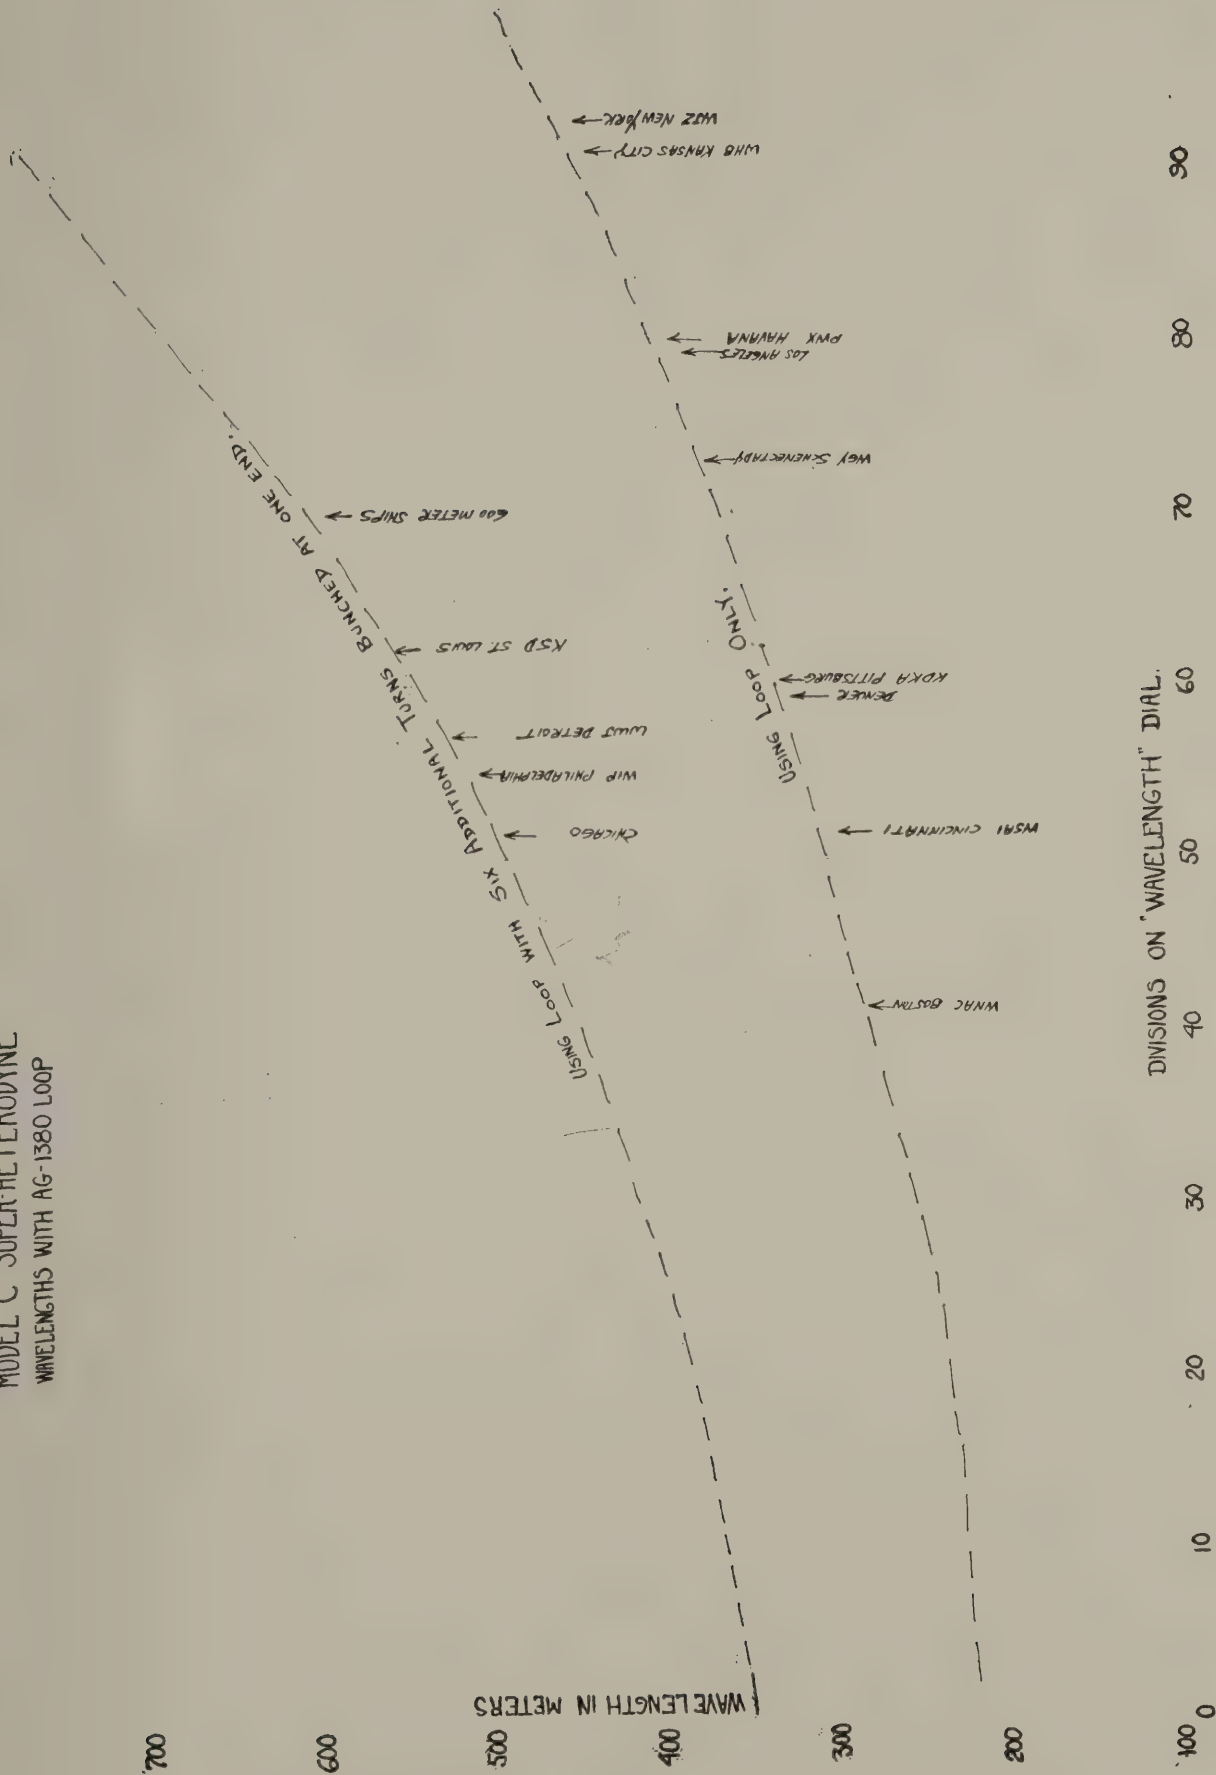 MODEL C SUPER-HETERODYNE
WAVELENGTHS WITH AG-1380 LOOP
WAVELENGTH IN METERS
700
600
500
400
300
200
100
USING LOOP WITH SIX ADDITIONAL TURNS BUNCHED AT ONE END.
CHICAGO
WIP PHILADELPHIA
WWJ DETROIT
KSD ST. LOUIS
600 METER SHIPS
USING LOOP ONLY.
WNAC BOSTON
WSAI CINCINNATI
DENVER
KDKA PITTSBURG
WGY SCHENECTADY
LOS ANGELES
PWX HAVANA
WHB KANSAS CITY
WJZ NEW YORK
0
10
20
30
40
50
60
70
80
90
DIVISIONS ON "WAVELENGTH" DIAL.